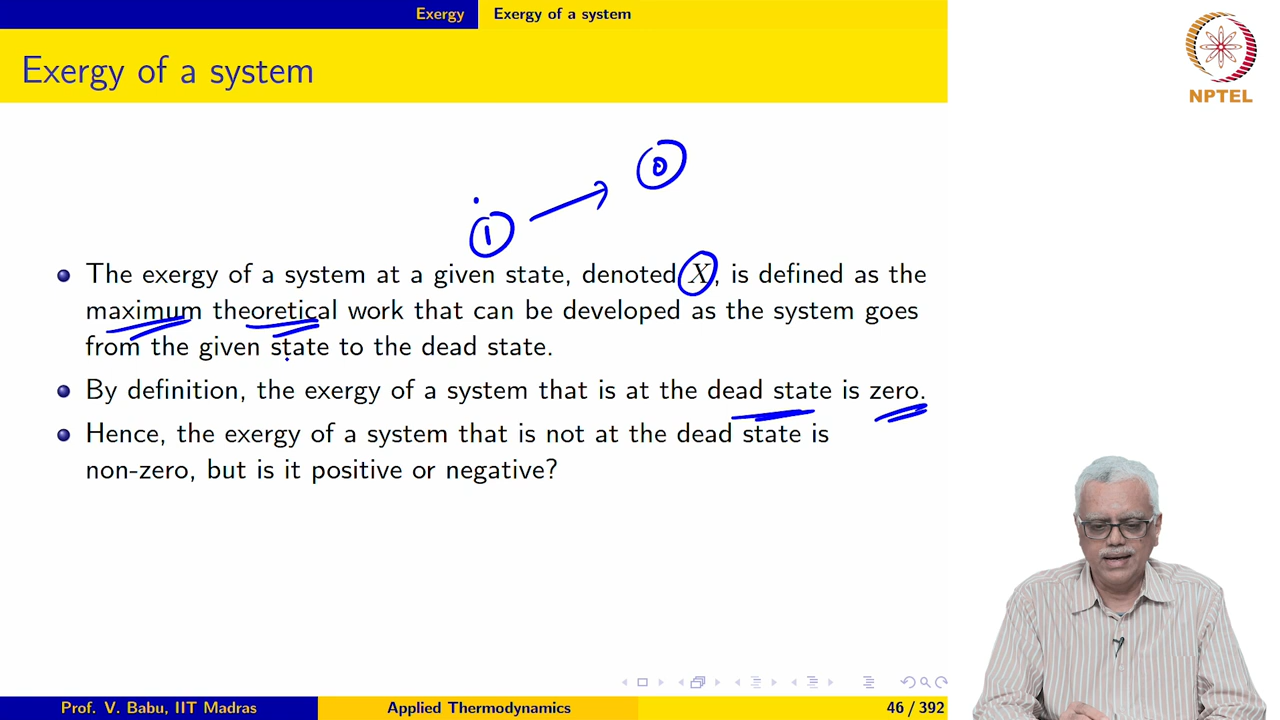 Exergy Exergy of a system
Exergy of a system
NPTEL
0
1
The exergy of a system at a given state, denoted X, is defined as the
maximum theoretical work that can be developed as the system goes
from the given state to the dead state.
By definition, the exergy of a system that is at the dead state is zero.
Hence, the exergy of a system that is not at the dead state is
non-zero, but is it positive or negative?
Prof. V. Babu, IIT Madras Applied Thermodynamics 46 / 392